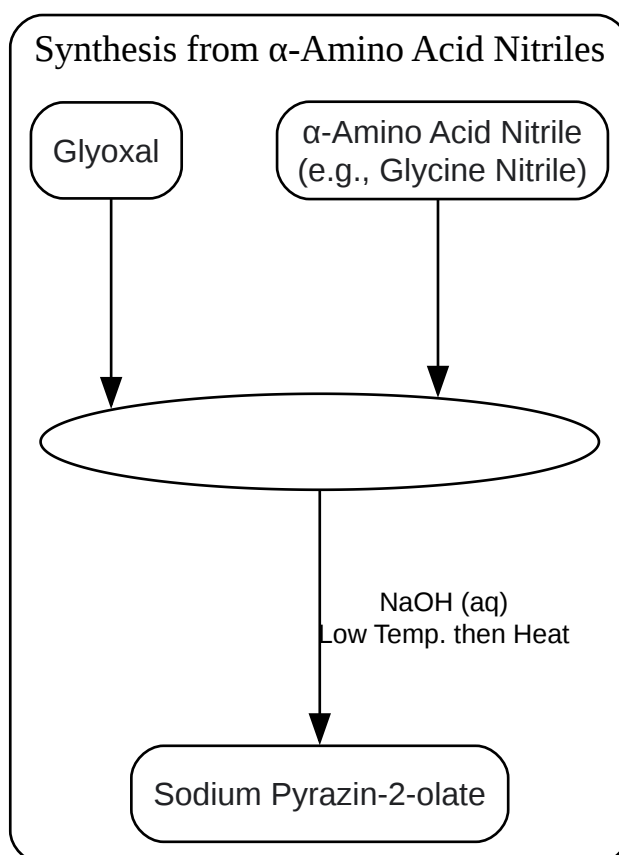 Synthesis from α-Amino Acid Nitriles
Glyoxal
α-Amino Acid Nitrile
(e.g., Glycine Nitrile)
NaOH (aq)
Low Temp. then Heat
Sodium Pyrazin-2-olate